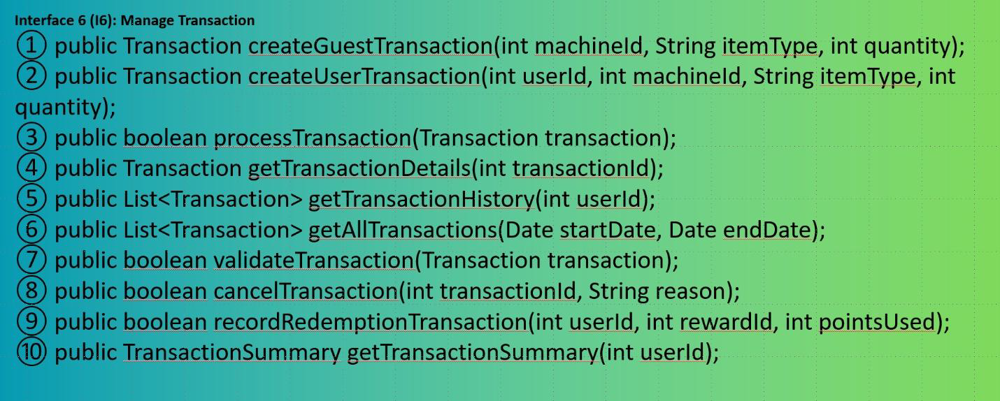 Interface 6 (I6): Manage Transaction
① public Transaction createGuestTransaction(int machineId, String itemType, int quantity);
② public Transaction createUserTransaction(int userId, int machineId, String itemType, int
quantity);
③ public boolean processTransaction(Transaction transaction);
④ public Transaction getTransactionDetails(int transactionId);
⑤ public List<Transaction> getTransactionHistory(int userId);
⑥ public List<Transaction> getAllTransactions(Date startDate, Date endDate);
⑦ public boolean validateTransaction(Transaction transaction);
⑧ public boolean cancelTransaction(int transactionId, String reason);
⑨ public boolean recordRedemptionTransaction(int userId, int rewardId, int pointsUsed);
⑩ public TransactionSummary getTransactionSummary(int userId);